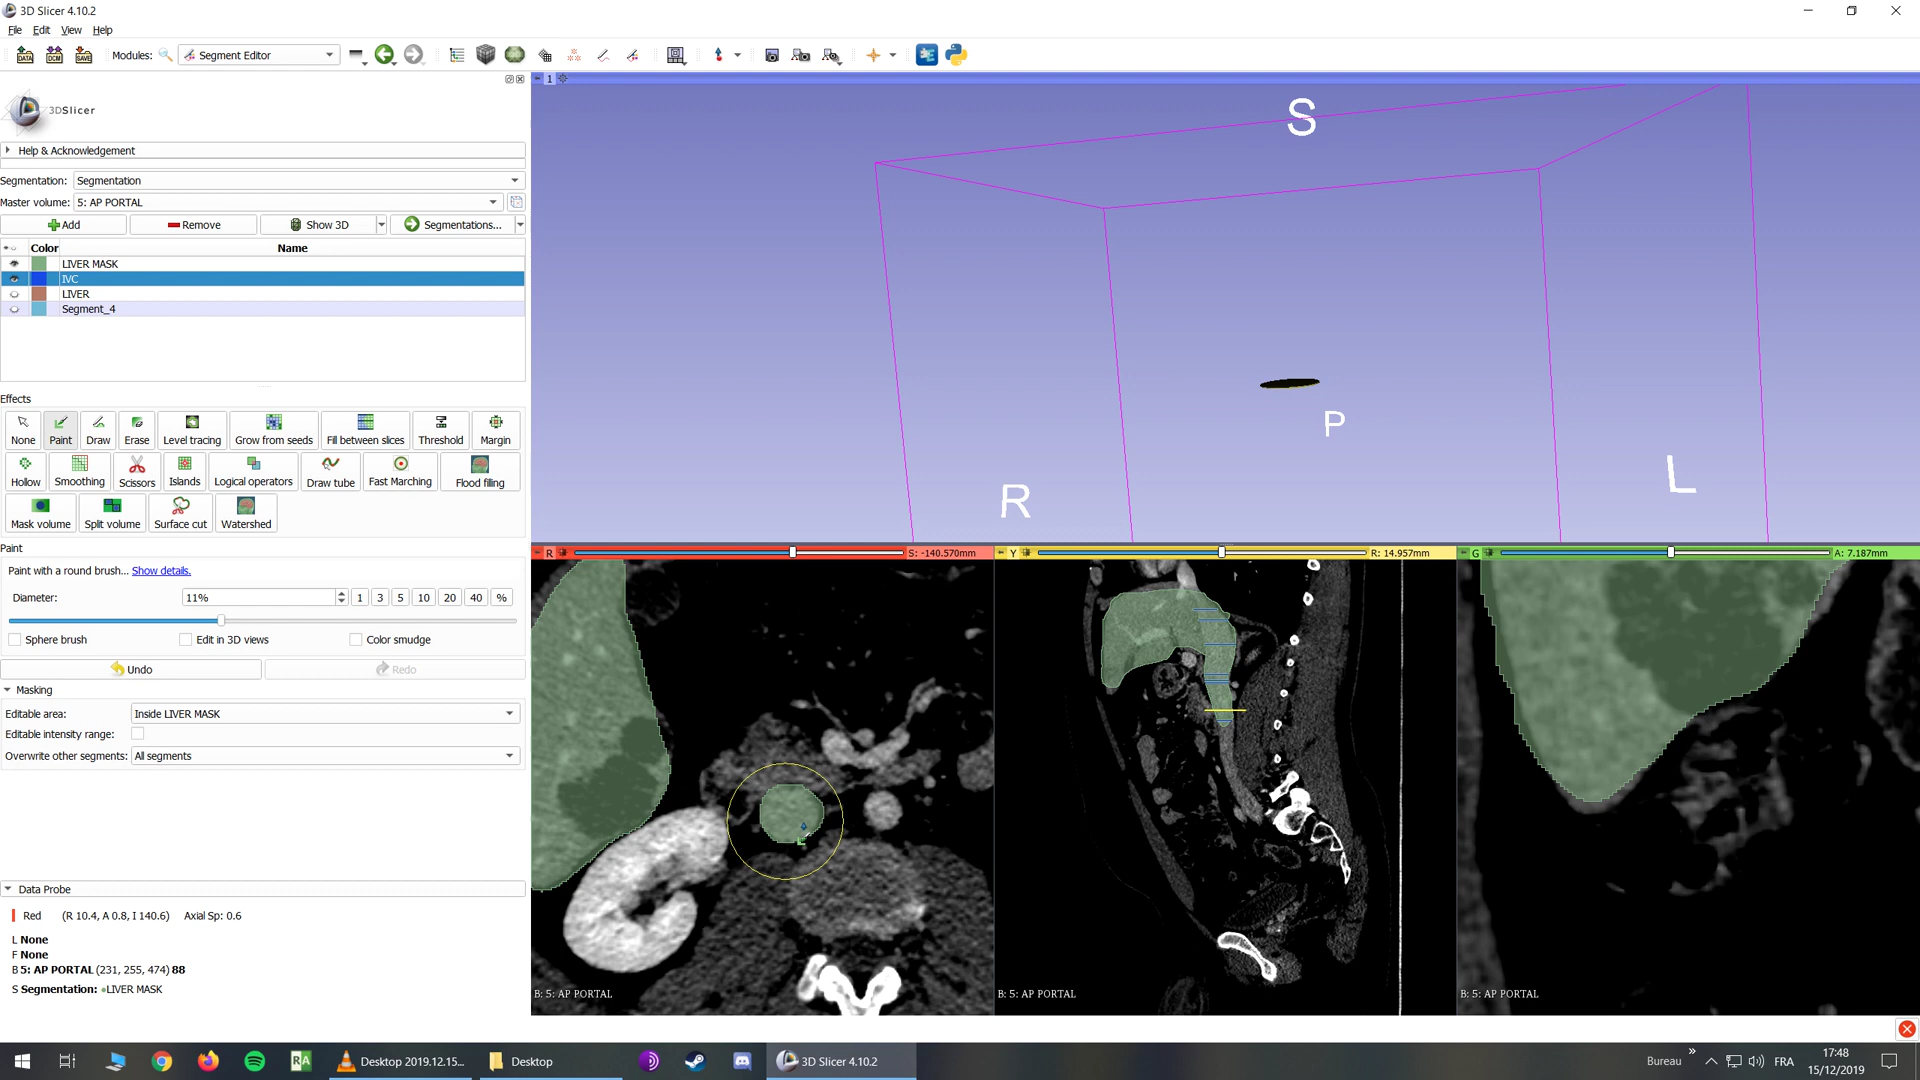 3D Slicer 4.10.2
File Edit View Help
DATA DCM SAVE Modules: Segment Editor
1
3DSlicer
Help & Acknowledgement
Segmentation: Segmentation
Master volume: 5: AP PORTAL
Add Remove Show 3D Segmentations...
Color Name
LIVER MASK
IVC
LIVER
Segment_4
Effects
None Paint Draw Erase Level tracing Grow from seeds Fill between slices Threshold Margin
Hollow Smoothing Scissors Islands Logical operators Draw tube Fast Marching Flood filling
Mask volume Split volume Surface cut Watershed
Paint
Paint with a round brush... Show details.
Diameter: 11% 1 3 5 10 20 40 %
Sphere brush Edit in 3D views Color smudge
Undo Redo
Masking
Editable area: Inside LIVER MASK
Editable intensity range:
Overwrite other segments: All segments
Data Probe
Red (R 10.4, A 0.8, I 140.6) Axial Sp: 0.6
L None
F None
B 5: AP PORTAL (231, 255, 474) 88
S Segmentation: LIVER MASK
S
P
L
R
R S: -140.570mm
Y R: 14.957mm
G A: 7.187mm
B: 5: AP PORTAL
B: 5: AP PORTAL
B: 5: AP PORTAL
RA Desktop 2019.12.15... Desktop 3D Slicer 4.10.2 Bureau » FRA 17:48
15/12/2019